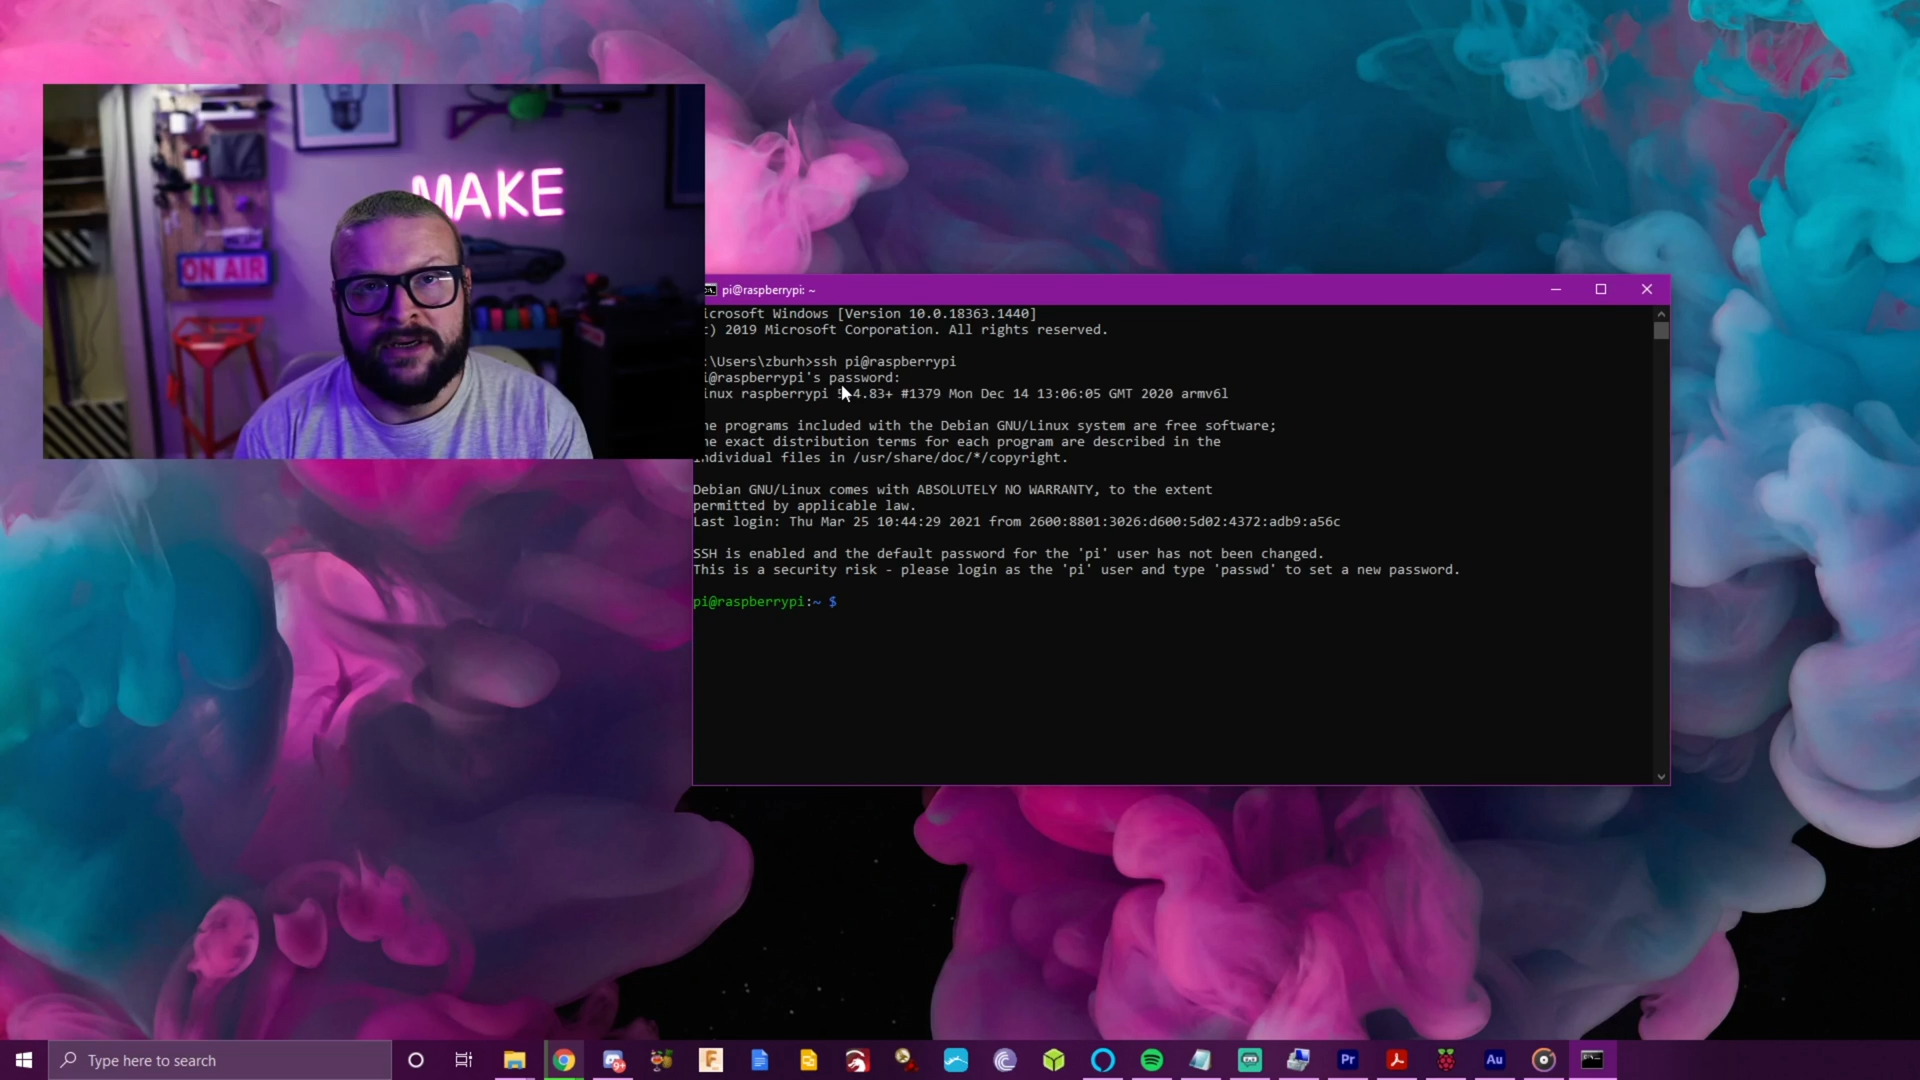 MAKE
ON AIR
pi@raspberrypi: ~
icrosoft Windows [Version 10.0.18363.1440]
c) 2019 Microsoft Corporation. All rights reserved.
:\Users\zburh>ssh pi@raspberrypi
i@raspberrypi's password:
inux raspberrypi 5.4.83+ #1379 Mon Dec 14 13:06:05 GMT 2020 armv6l
he programs included with the Debian GNU/Linux system are free software;
he exact distribution terms for each program are described in the
individual files in /usr/share/doc/*/copyright.
Debian GNU/Linux comes with ABSOLUTELY NO WARRANTY, to the extent
permitted by applicable law.
Last login: Thu Mar 25 10:44:29 2021 from 2600:8801:3026:d600:5d02:4372:adb9:a56c
SSH is enabled and the default password for the 'pi' user has not been changed.
This is a security risk - please login as the 'pi' user and type 'passwd' to set a new password.
pi@raspberrypi:~ $
Type here to search
Pr
Au